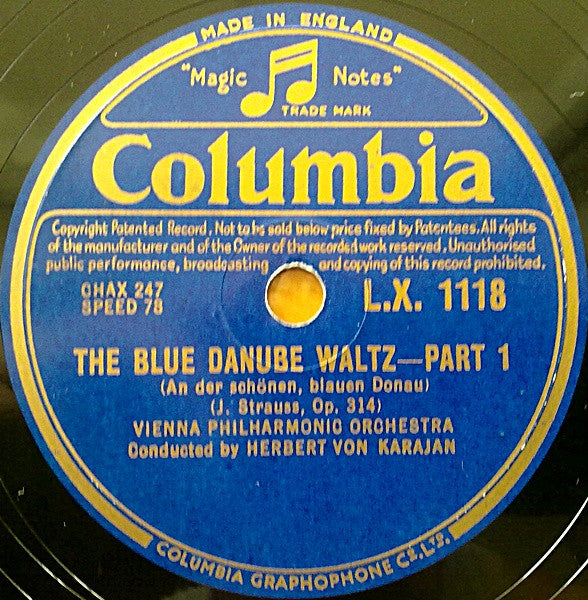 MADE IN ENGLAND
"Magic Notes"
TRADE MARK
Columbia
Copyright Patented Record. Not to be sold below price fixed by Patentees. All rights
of the manufacturer and of the Owner of the recorded work reserved. Unauthorised
public performance, broadcasting and copying of this record prohibited.
CHAX 247
SPEED 78
L.X. 1118
THE BLUE DANUBE WALTZ—PART 1
(An der schönen, blauen Donau)
(J. Strauss, Op. 314)
VIENNA PHILHARMONIC ORCHESTRA
Conducted by HERBERT VON KARAJAN
COLUMBIA GRAPHOPHONE Co., LTD.